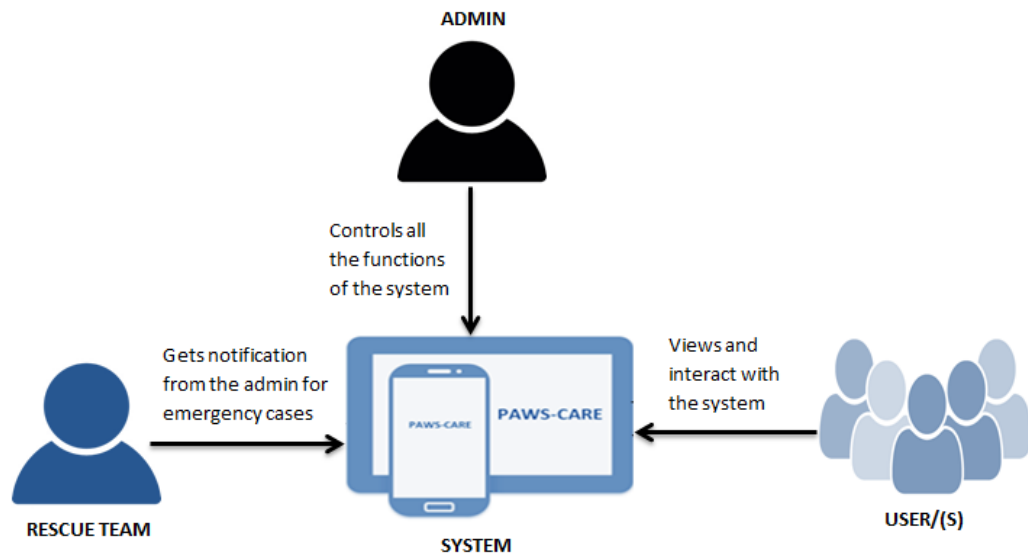 ADMIN
Controls all
the functions
of the system
Gets notification
from the admin for
emergency cases
Views and
interact with
the system
PAWS-CARE
PAWS-CARE
RESCUE TEAM
SYSTEM
USER/(S)